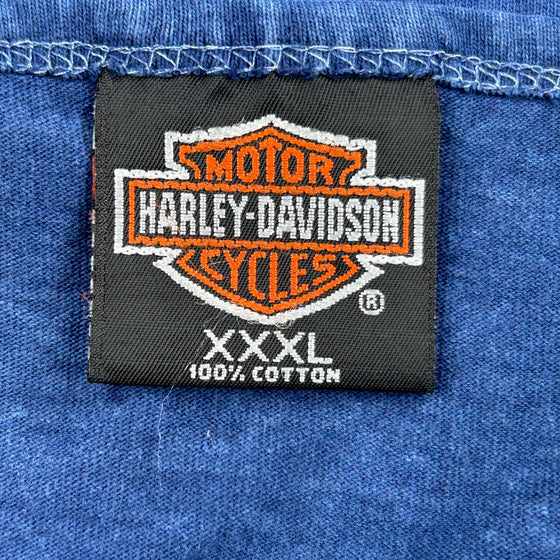 MOTOR
HARLEY-DAVIDSON
CYCLES
®
XXXL
100% COTTON